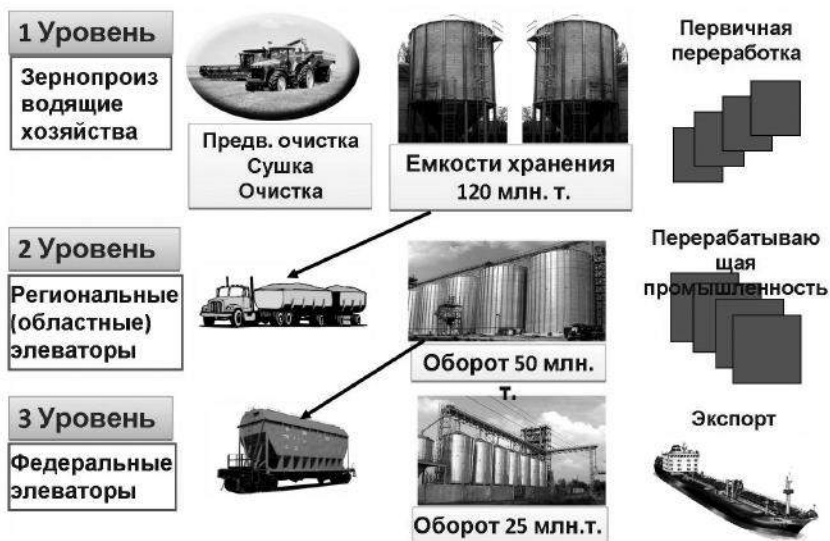 1 Уровень
Зернопроиз
водящие
хозяйства
Предв. очистка
Сушка
Очистка
Емкости хранения
120 млн. т.
Первичная
переработка
2 Уровень
Региональные
(областные)
элеваторы
Оборот 50 млн.
т.
Перерабатываю
щая
промышленность
3 Уровень
Федеральные
элеваторы
Оборот 25 млн.т.
Экспорт